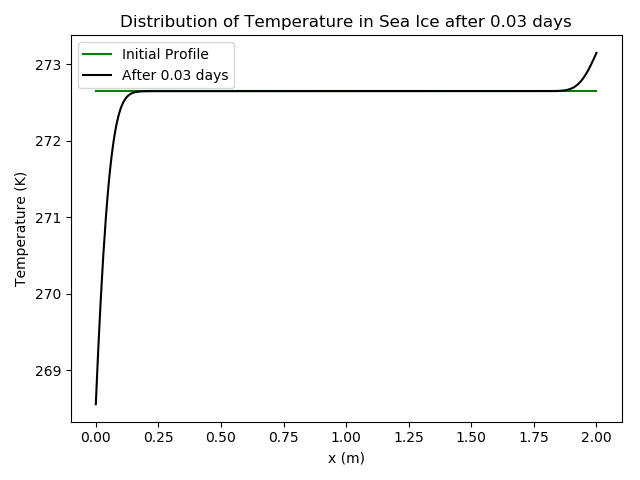 Distribution of Temperature in Sea Ice after 0.03 days
Initial Profile
After 0.03 days
273
272
271
270
269
Temperature (K)
0.00 0.25 0.50 0.75 1.00 1.25 1.50 1.75 2.00
x (m)